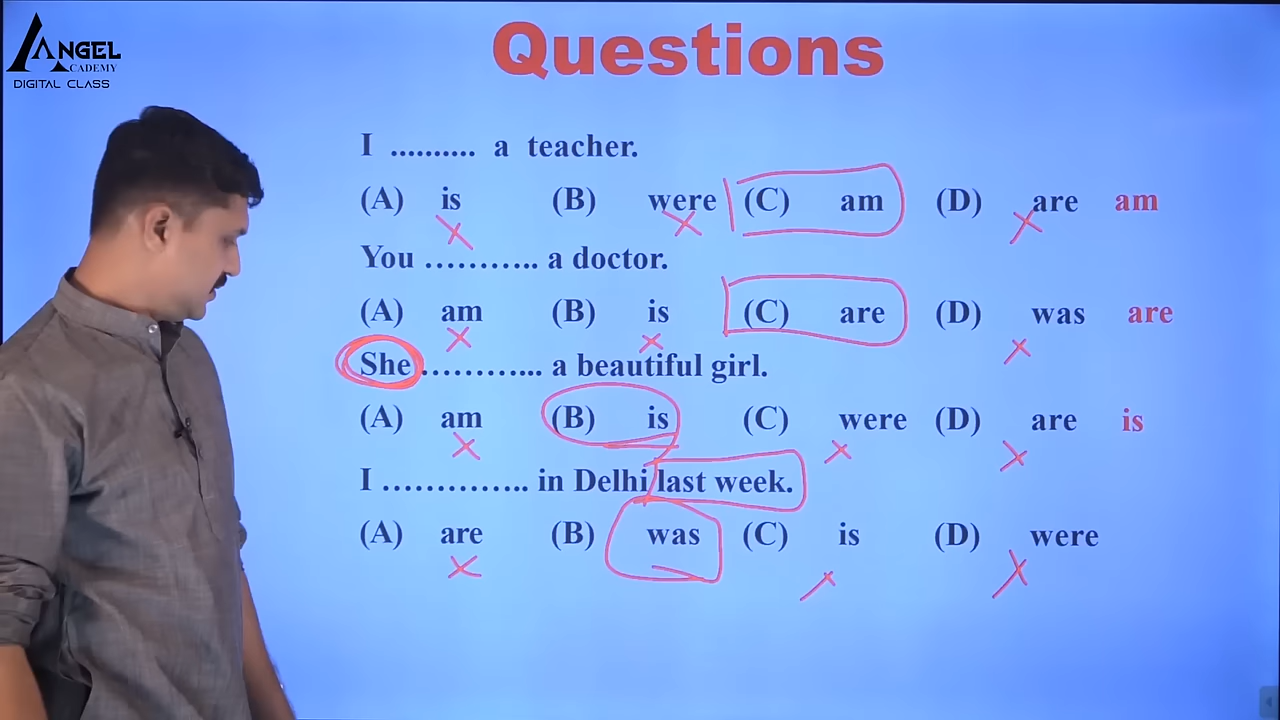 ANGEL
ACADEMY
DIGITAL CLASS
Questions
I .......... a teacher.
(A) is (B) were (C) am (D) are am
You ……….. a doctor.
(A) am (B) is (C) are (D) was are
She ………... a beautiful girl.
(A) am (B) is (C) were (D) are is
I ………….. in Delhi last week.
(A) are (B) was (C) is (D) were